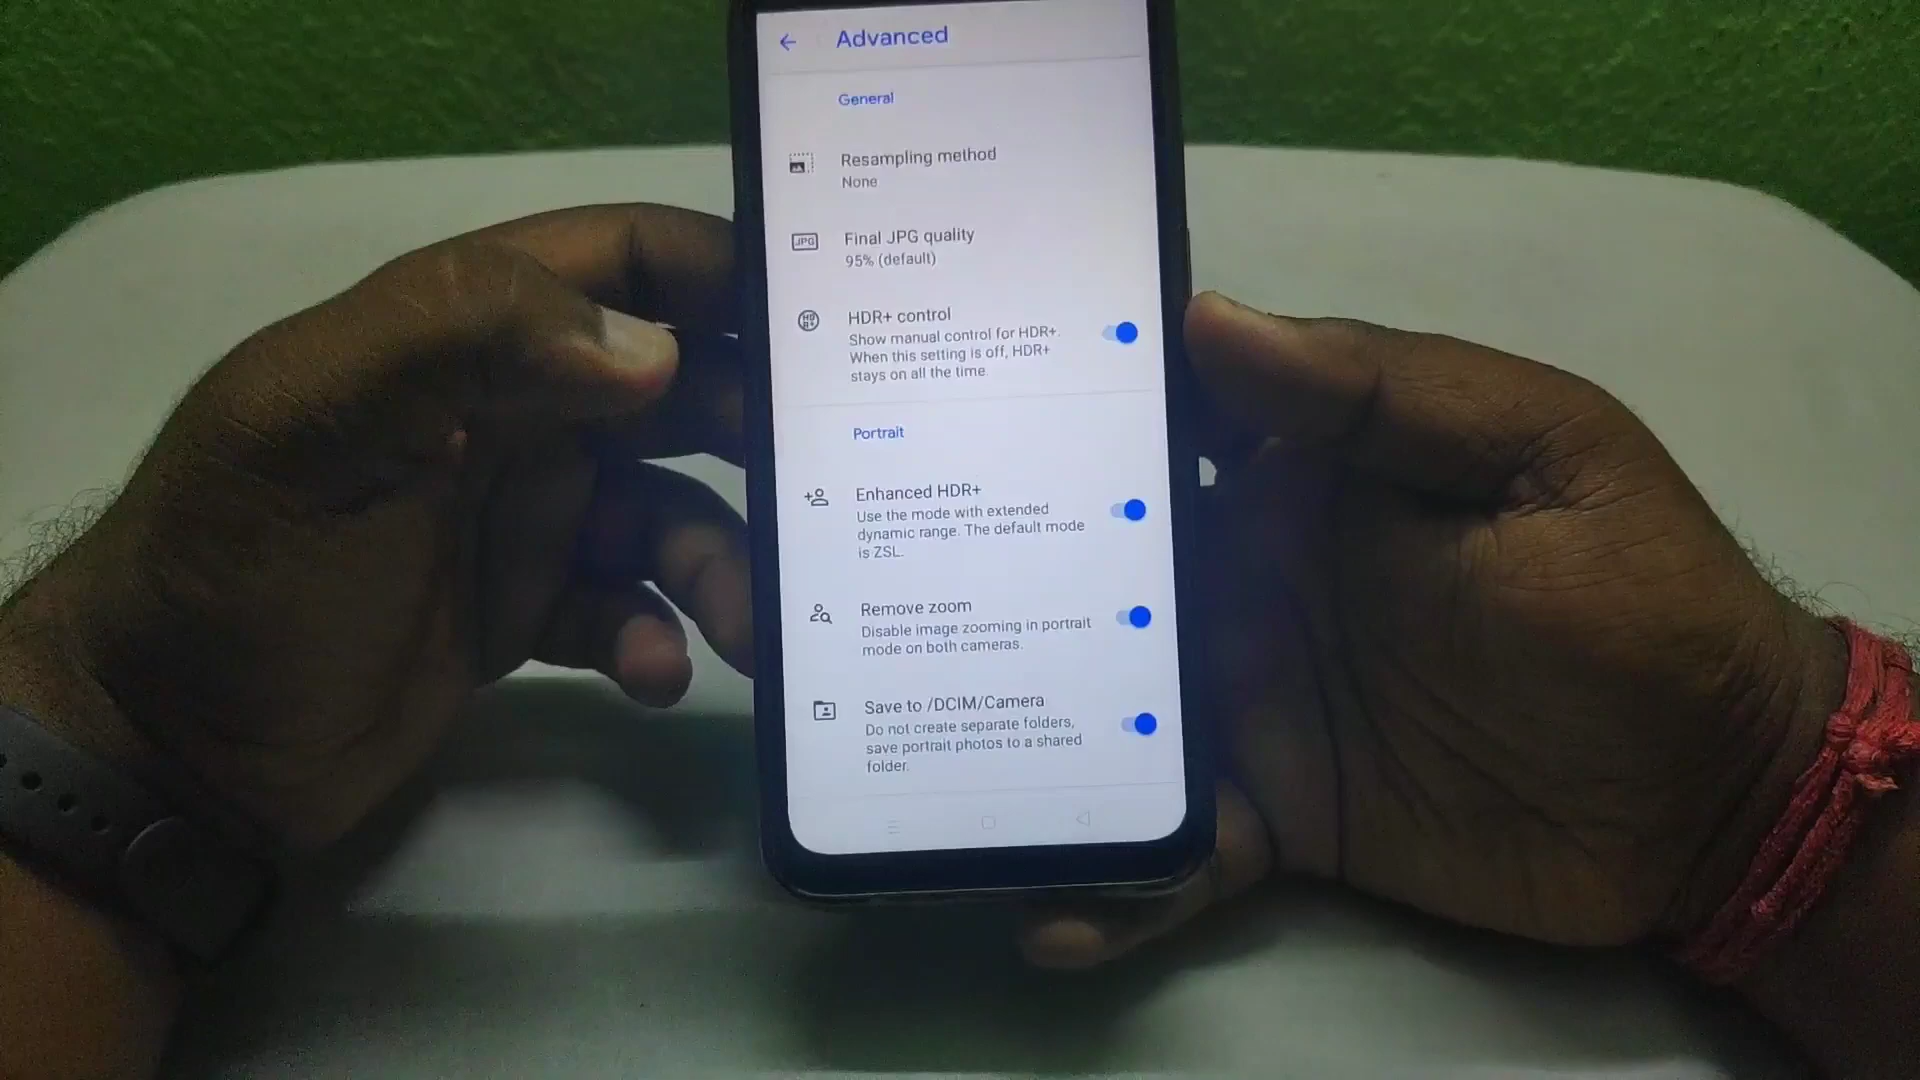 Advanced
General
Resampling method
None
JPG
Final JPG quality
95% (default)
HDR+ control
Show manual control for HDR+.
When this setting is off, HDR+
stays on all the time.
Portrait
Enhanced HDR+
Use the mode with extended
dynamic range. The default mode
is ZSL.
Remove zoom
Disable image zooming in portrait
mode on both cameras.
Save to /DCIM/Camera
Do not create separate folders,
save portrait photos to a shared
folder.